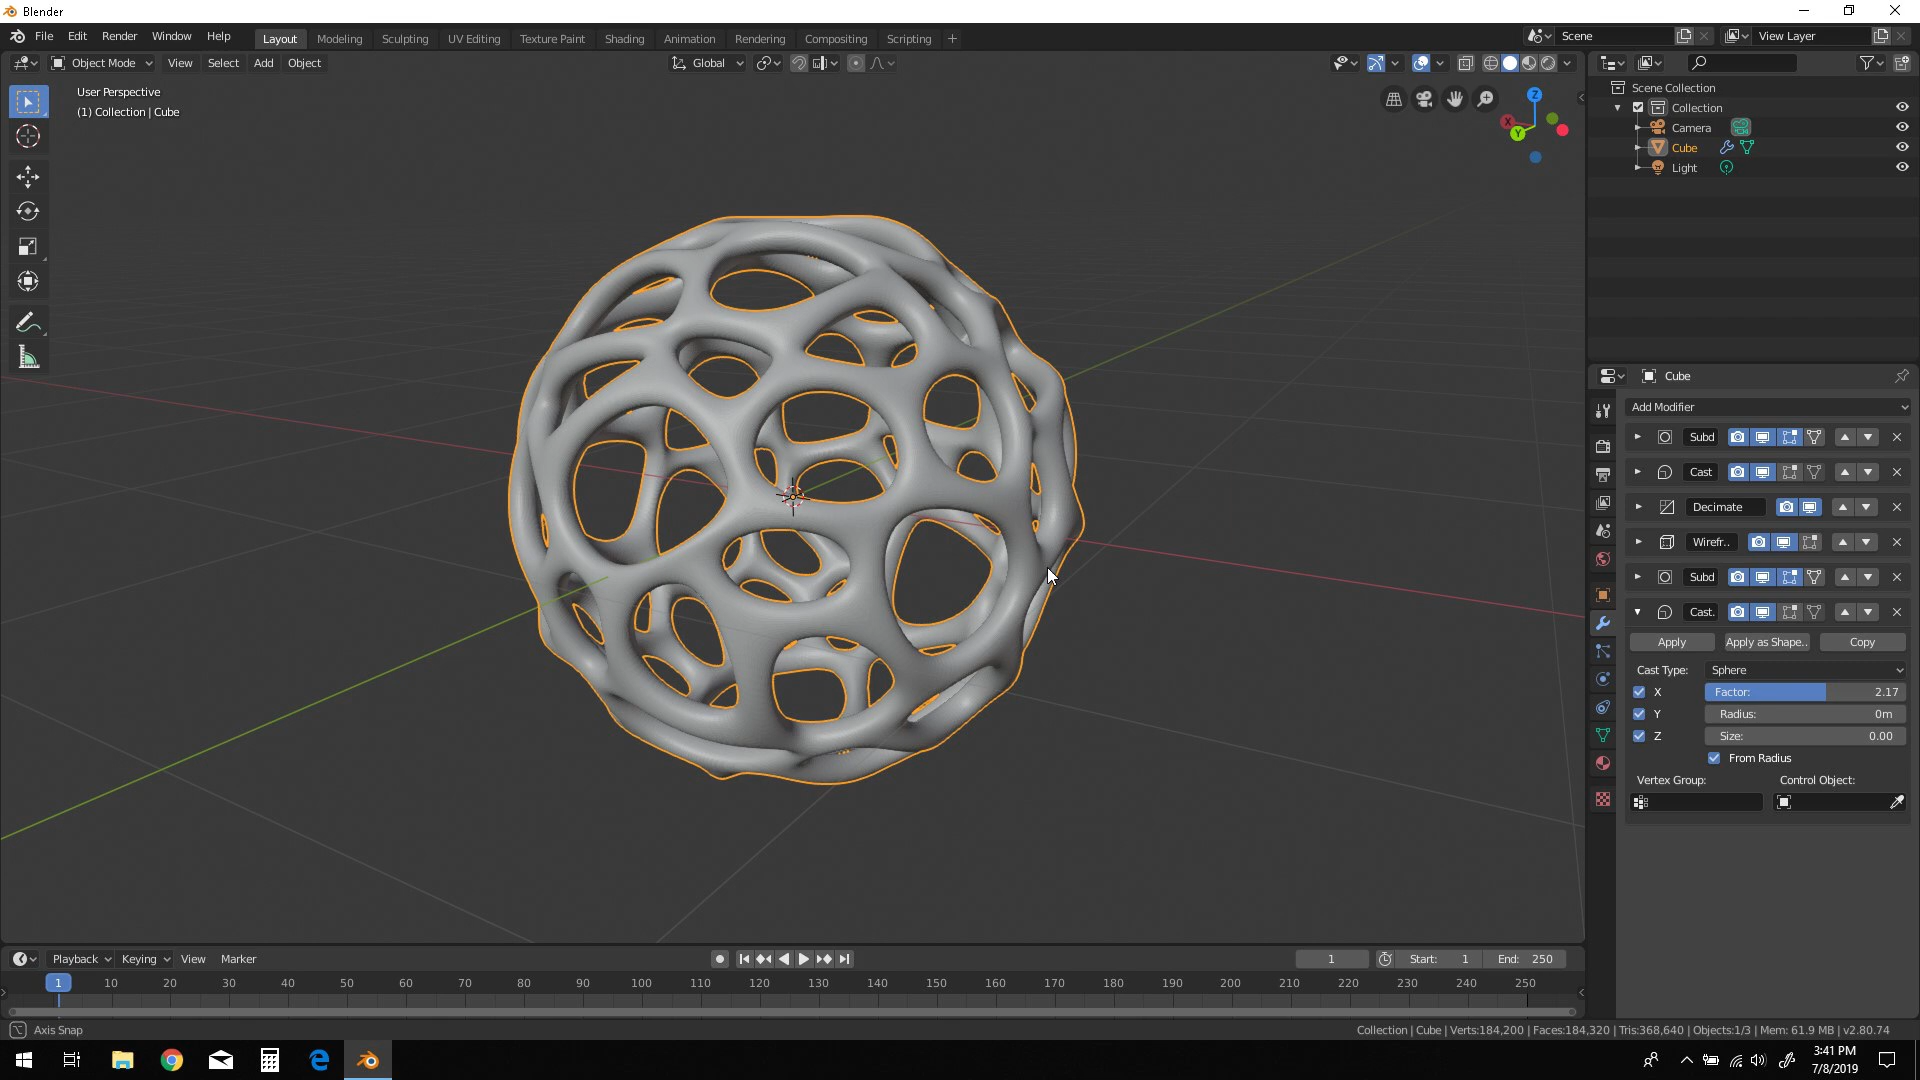 Blender
File Edit Render Window Help Layout Modeling Sculpting UV Editing Texture Paint Shading Animation Rendering Compositing Scripting + Scene View Layer
Object Mode View Select Add Object Global
User Perspective
(1) Collection | Cube
Z
X
Y
Scene Collection
Collection
Camera
Cube
Light
Cube
Add Modifier
Subd
Cast
Decimate
Wirefr..
Subd
Cast.
Apply Apply as Shape.. Copy
Cast Type: Sphere
X Factor: 2.17
Y Radius: 0m
Z Size: 0.00
From Radius
Vertex Group: Control Object:
Playback Keying View Marker 1 Start: 1 End: 250
1 10 20 30 40 50 60 70 80 90 100 110 120 130 140 150 160 170 180 190 200 210 220 230 240 250
Axis Snap Collection | Cube | Verts:184,200 | Faces:184,320 | Tris:368,640 | Objects:1/3 | Mem: 61.9 MB | v2.80.74
3:41 PM
7/8/2019